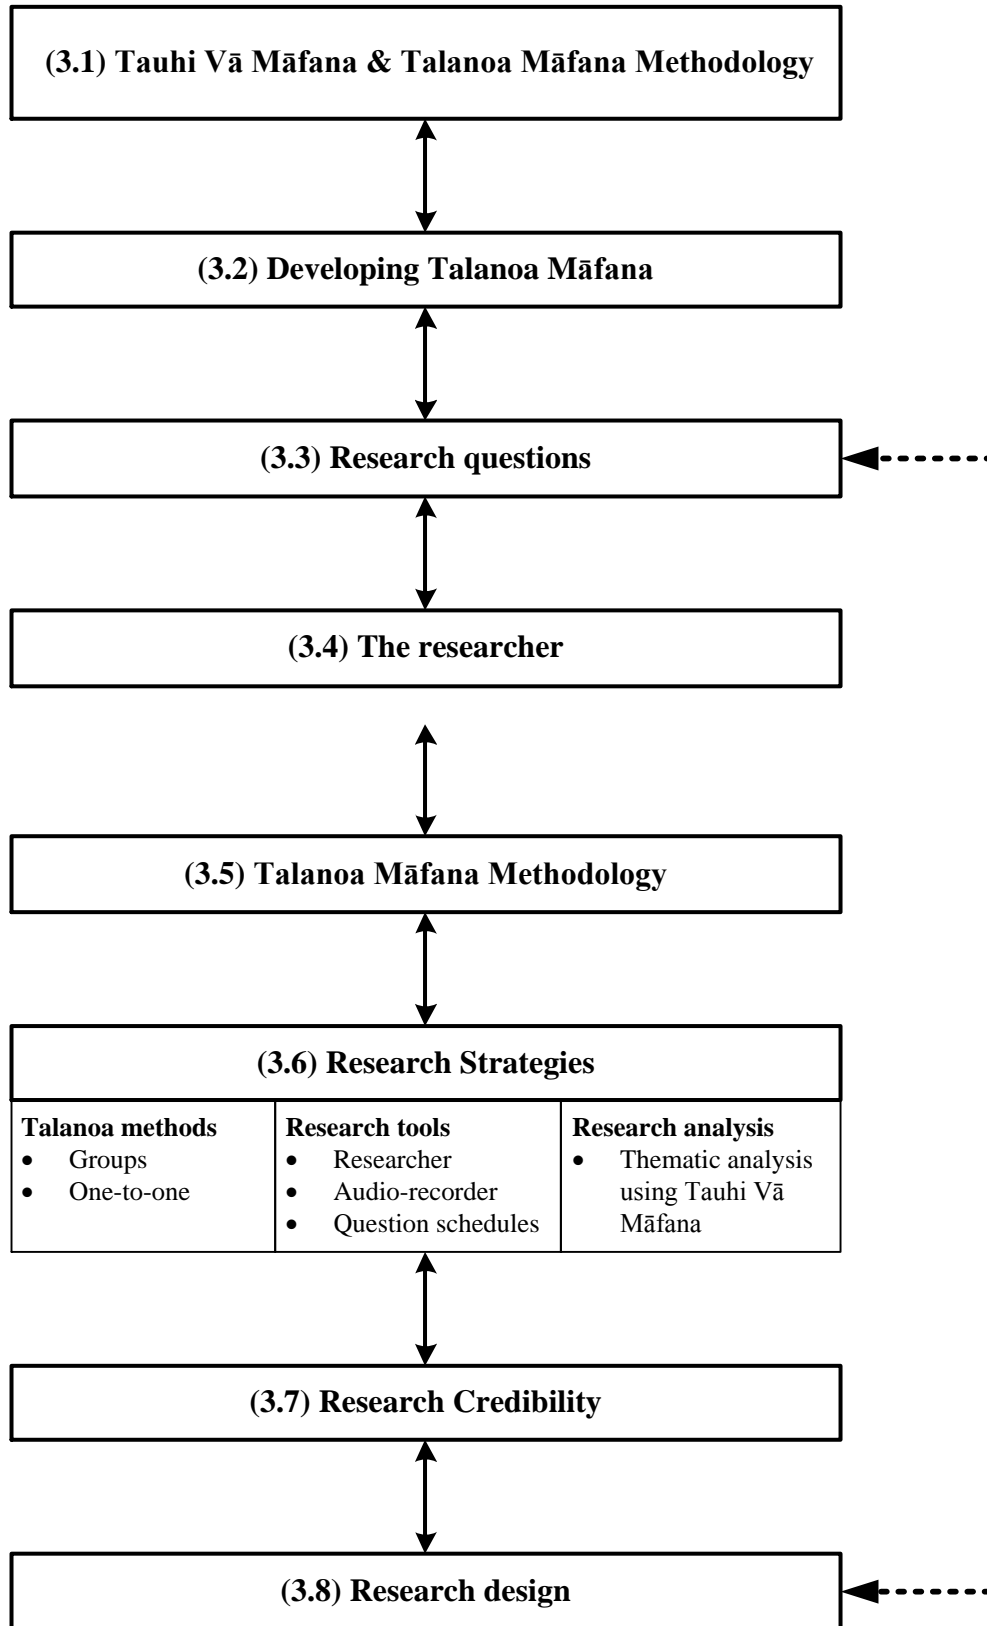 (3.1) Tauhi Vā Māfana & Talanoa Māfana Methodology
(3.2) Developing Talanoa Māfana
(3.3) Research questions
(3.4) The researcher
(3.5) Talanoa Māfana Methodology
(3.6) Research Strategies
Talanoa methods
• Groups
• One-to-one
Research tools
• Researcher
• Audio-recorder
• Question schedules
Research analysis
• Thematic analysis
using Tauhi Vā
Māfana
(3.7) Research Credibility
(3.8) Research design